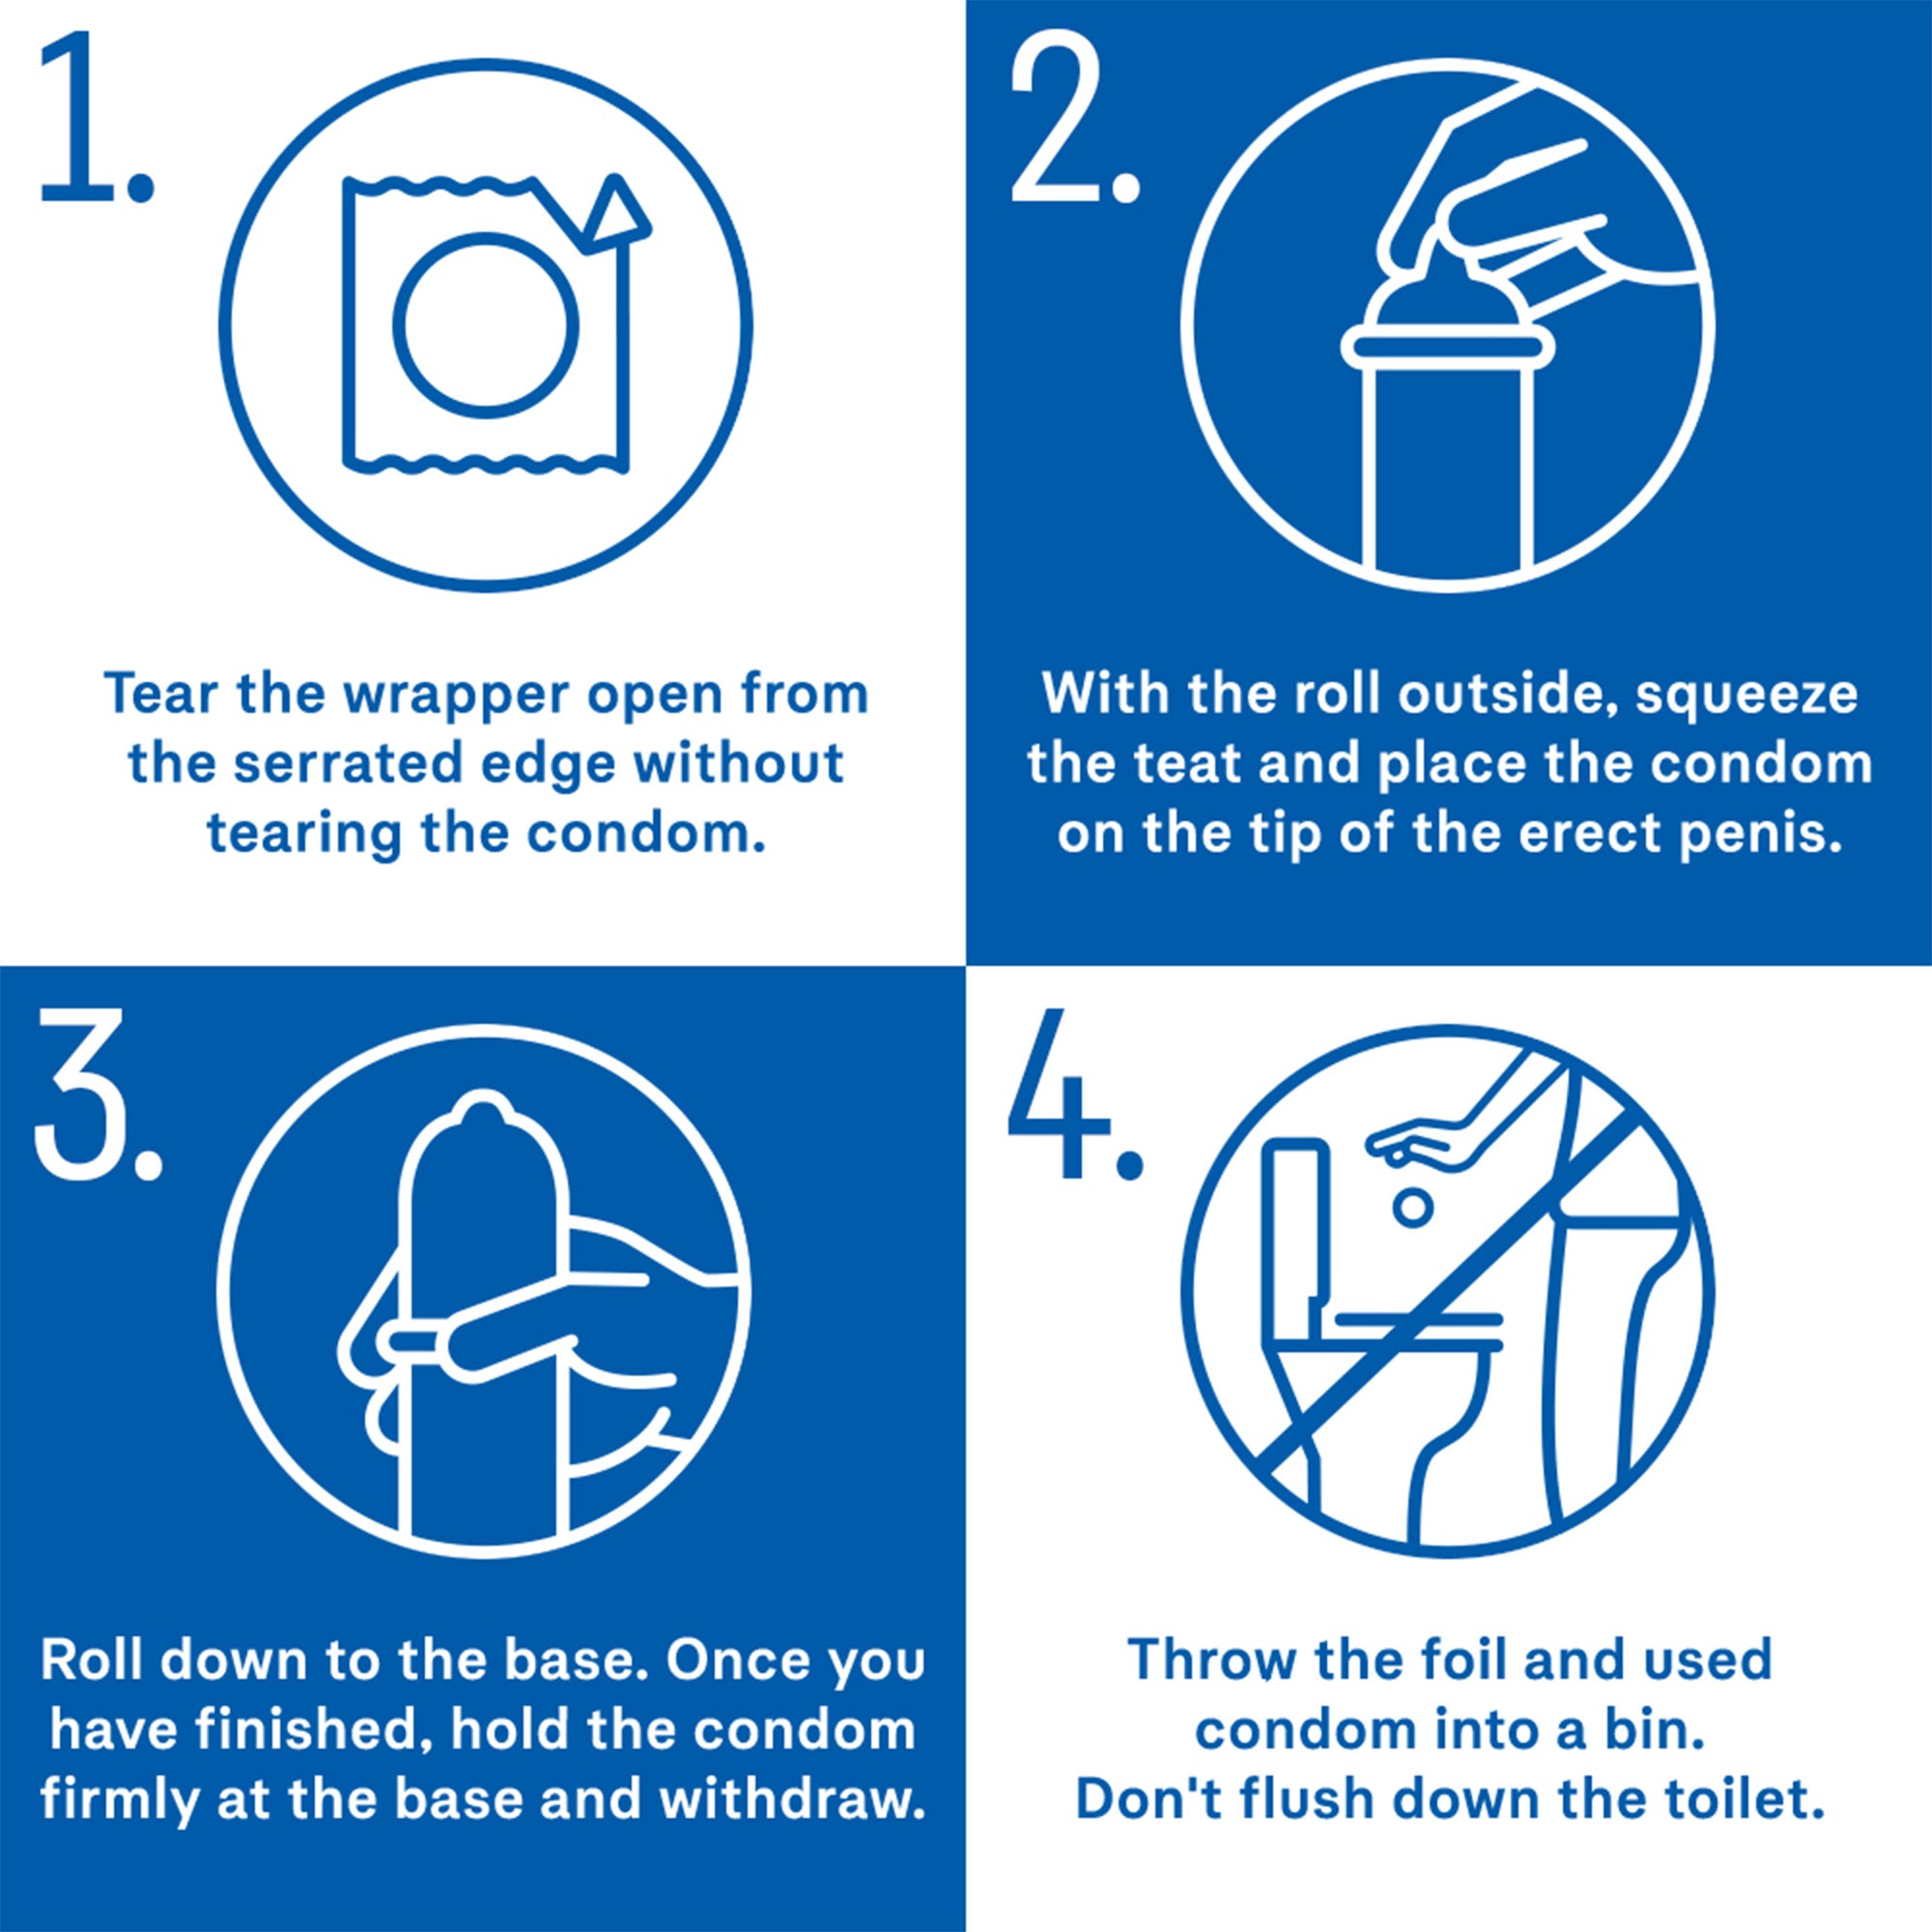 1.
Tear the wrapper open from
the serrated edge without
tearing the condom.
2.
With the roll outside, squeeze
the teat and place the condom
on the tip of the erect penis.
3.
Roll down to the base. Once you
have finished, hold the condom
firmly at the base and withdraw.
4.
Throw the foil and used
condom into a bin.
Don't flush down the toilet.